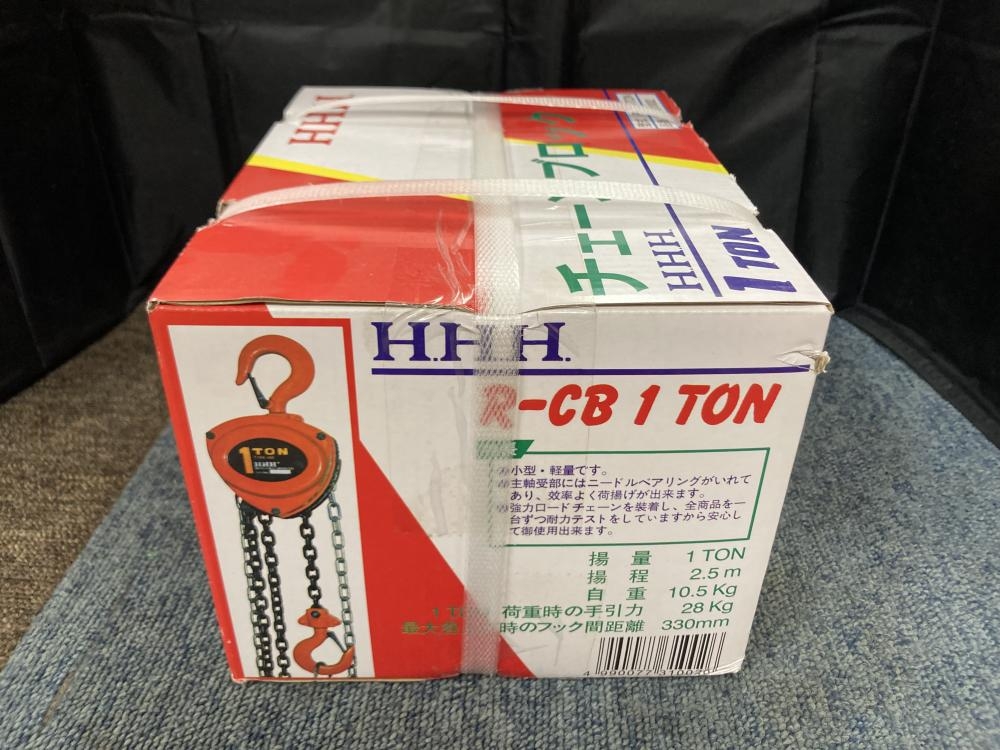 HHH
チェーンブロック
HHH.
1 TON
H.H.H.
R-CB 1 TON
1 TON
HHH
小型・軽量です。
主軸受部にはニードルベアリングがいれて
あり、効率よく荷揚げが出来ます。
強力ロードチェーンを装着し、全商品を一
台ずつ耐力テストをしていますから安心し
て御使用出来ます。
揚 量 1 TON
揚 程 2.5 m
自 重 10.5 Kg
荷重時の手引力 28 Kg
時のフック間距離 330mm
4 990077 3100